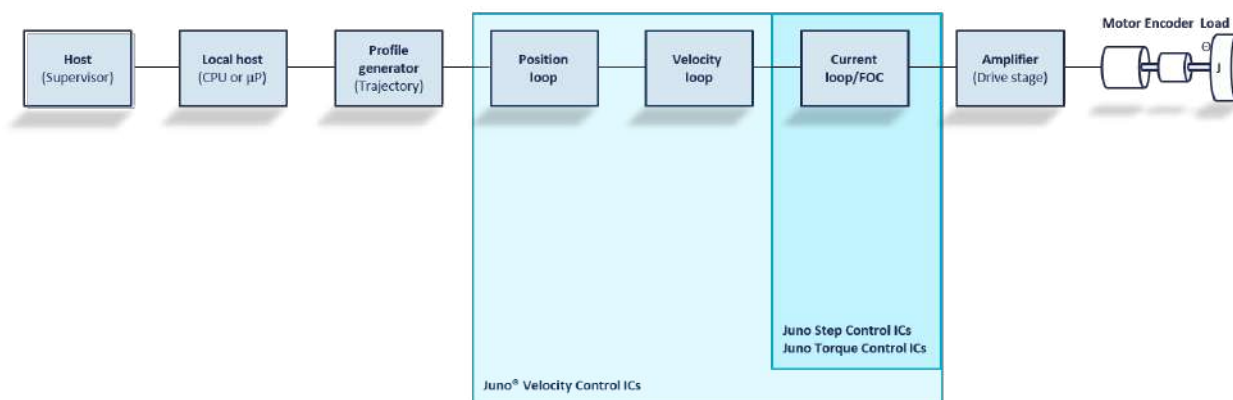 Host
(Supervisor)
Local host
(CPU or µP)
Profile
generator
(Trajectory)
Position
loop
Velocity
loop
Current
loop/FOC
Amplifier
(Drive stage)
Motor Encoder Load
Θ
J
Juno Step Control ICs
Juno Torque Control ICs
Juno® Velocity Control ICs